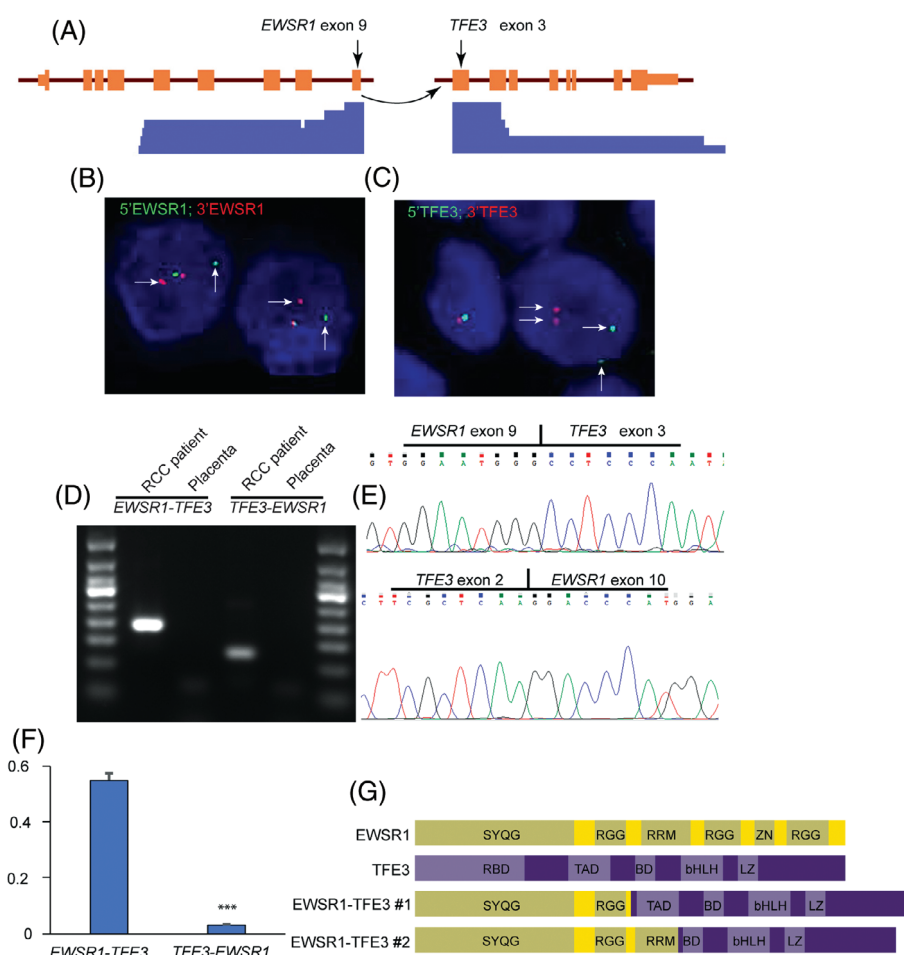 (A)
EWSR1 exon 9
TFE3 exon 3
(B)
5'EWSR1; 3'EWSR1
(C)
5'TFE3; 3'TFE3
(D)
RCC patient
Placenta
RCC patient
Placenta
EWSR1-TFE3
TFE3-EWSR1
(E)
EWSR1 exon 9 TFE3 exon 3
G T G G A A T G G G C C T C C C A A T
TFE3 exon 2 EWSR1 exon 10
C T T C G C T C A A G G A C C C A T G G A
(F)
0.6
0.4
0.2
0
***
EWSR1-TFE3 TFE3-EWSR1
(G)
EWSR1 SYQG RGG RRM RGG ZN RGG
TFE3 RBD TAD BD bHLH LZ
EWSR1-TFE3 #1 SYQG RGG TAD BD bHLH LZ
EWSR1-TFE3 #2 SYQG RGG RRM BD bHLH LZ